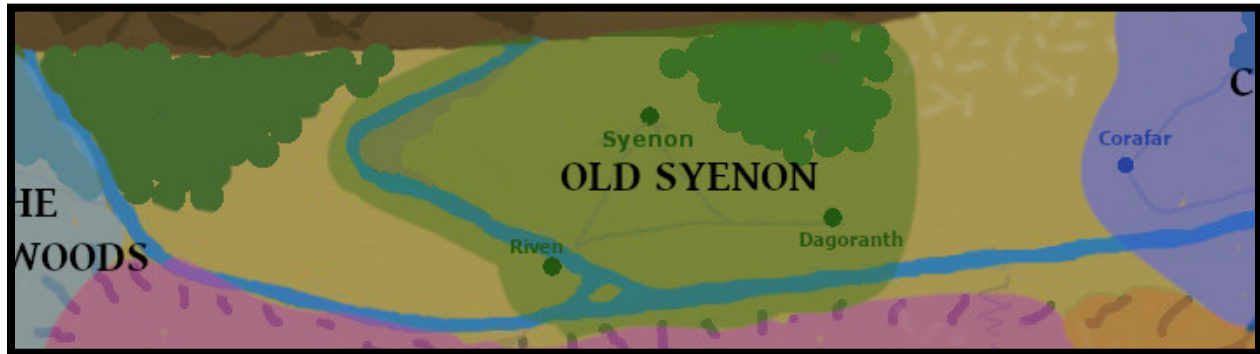 C
Corafar
Syenon
OLD SYENON
HE
Riven
Dagoranth
WOODS